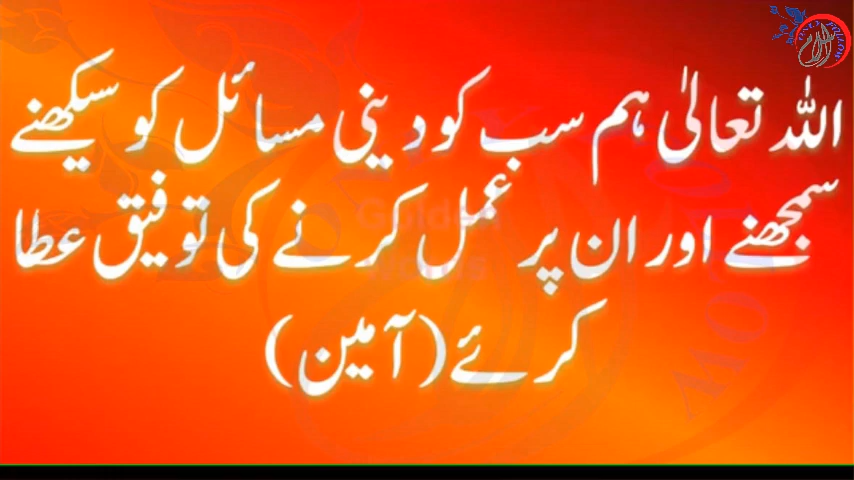 اللہ تعالیٰ ہم سب کو دینی مسائل کو سیکھنے
سمجھنے اور ان پر عمل کرنے کی توفیق عطا
کرئے (آمین)